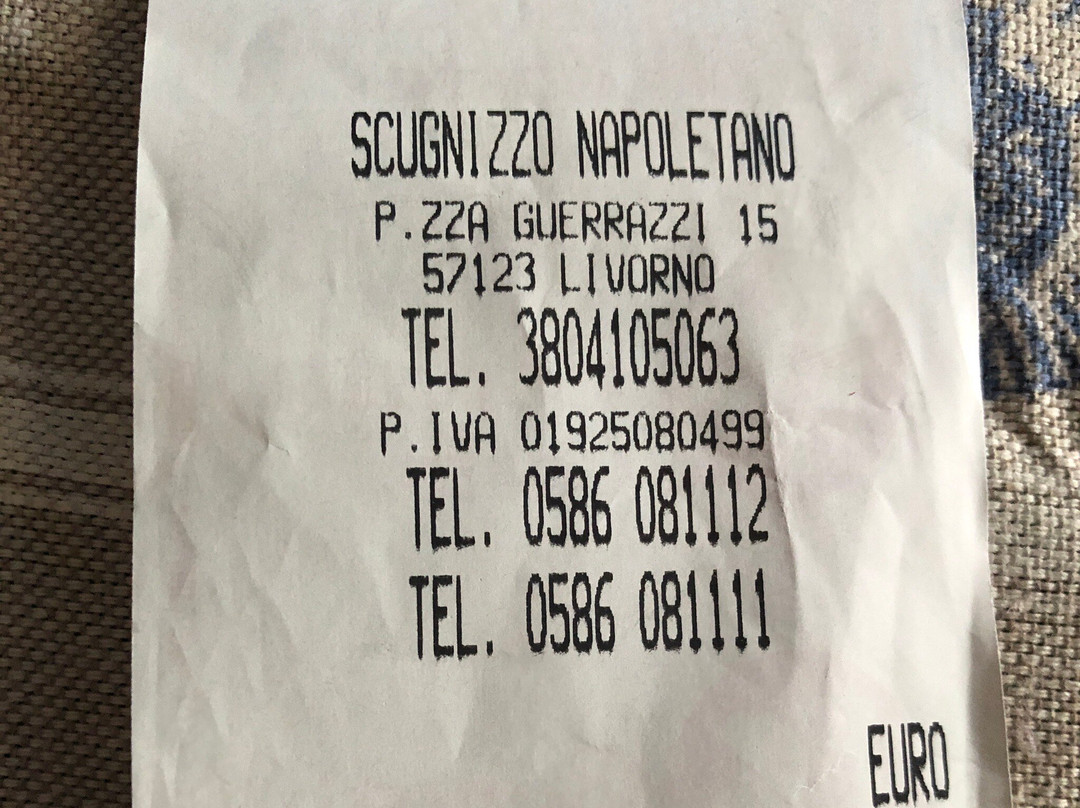 SCUGNIZZO NAPOLETANO
P.ZZA GUERRAZZI 15
57123 LIVORNO
TEL. 3804105063
P.IVA 01925080499
TEL. 0586 081112
TEL. 0586 081111
EURO